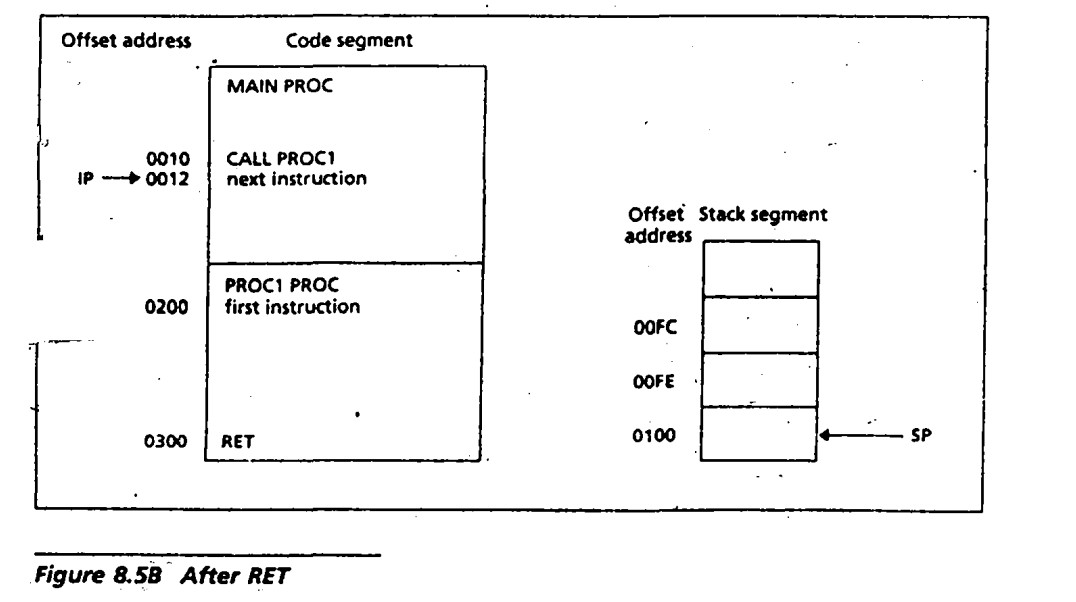 Offset address Code segment
MAIN PROC
0010 CALL PROC1
IP 0012 next instruction
Offset Stack segment
address
PROC1 PROC
0200 first instruction
00FC
00FE
0100 SP
0300 RET
Figure 8.5B After RET